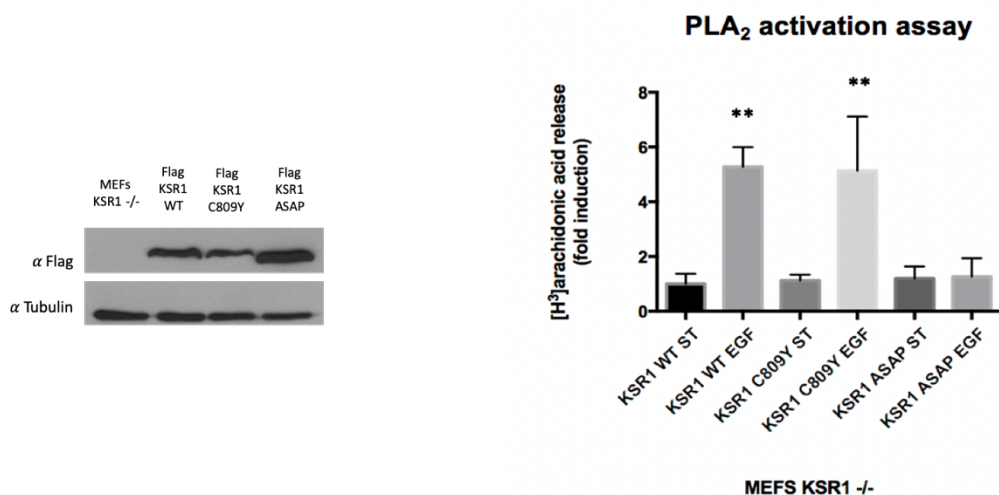 MEFs
KSR1 -/-
Flag
KSR1
WT
Flag
KSR1
C809Y
Flag
KSR1
ASAP
α Flag
α Tubulin
PLA₂ activation assay
[H³]arachidonic acid release
(fold induction)
8
6
4
2
0
**
**
KSR1 WT ST
KSR1 WT EGF
KSR1 C809Y ST
KSR1 C809Y EGF
KSR1 ASAP ST
KSR1 ASAP EGF
MEFS KSR1 -/-